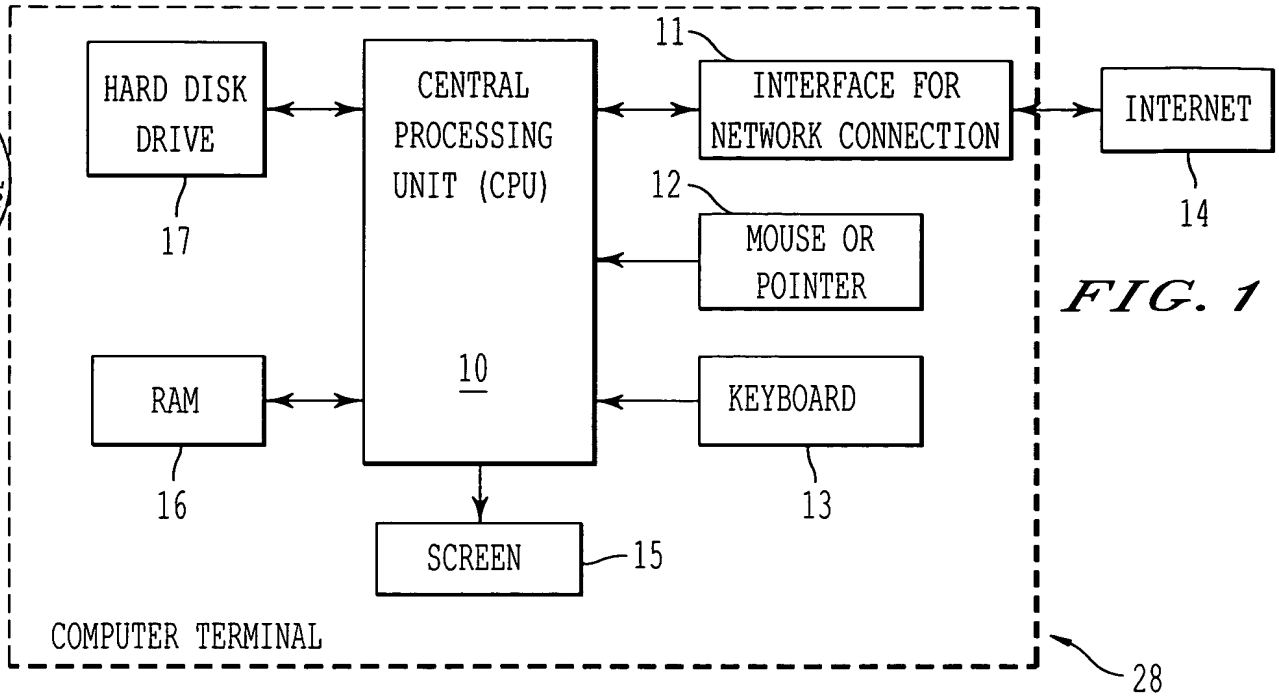 HARD DISK
DRIVE
17
CENTRAL
PROCESSING
UNIT (CPU)
10
11
INTERFACE FOR
NETWORK CONNECTION
INTERNET
14
12
MOUSE OR
POINTER
FIG. 1
RAM
16
KEYBOARD
13
SCREEN
15
COMPUTER TERMINAL
28